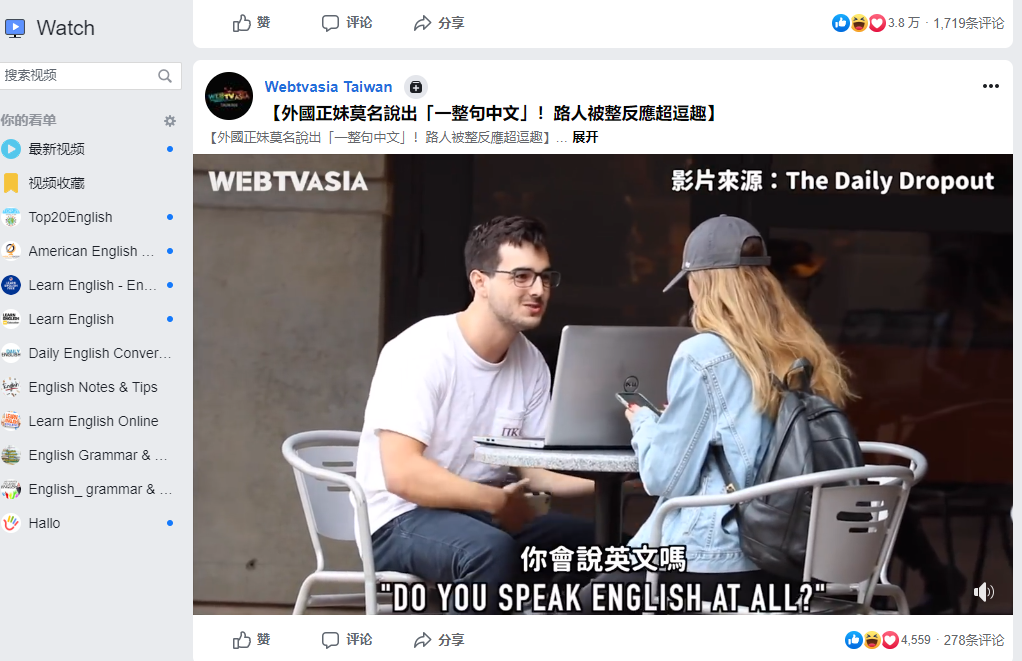 Watch
搜索视频
你的看单
最新视频
视频收藏
Top20English
American English ...
Learn English - En...
Learn English
Daily English Conver...
English Notes & Tips
Learn English Online
English Grammar & ...
English_ grammar & ...
Hallo
赞 评论 分享 3.8 万 · 1,719条评论
Webtvasia Taiwan
【外國正妹莫名說出「一整句中文」！路人被整反應超逗趣】
【外國正妹莫名說出「一整句中文」！路人被整反應超逗趣】... 展开
WEBTVASIA 影片來源：The Daily Dropout
你會說英文嗎
"DO YOU SPEAK ENGLISH AT ALL?"
赞 评论 分享 4,559 · 278条评论